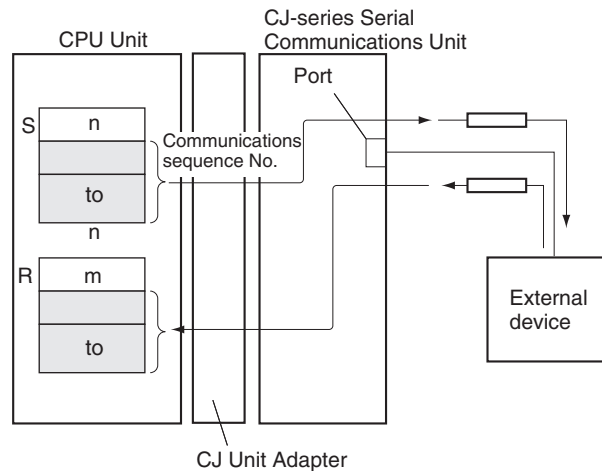 CPU Unit
CJ-series Serial
Communications Unit
Port
S
n
Communications
sequence No.
to
n
R
m
to
External
device
CJ Unit Adapter